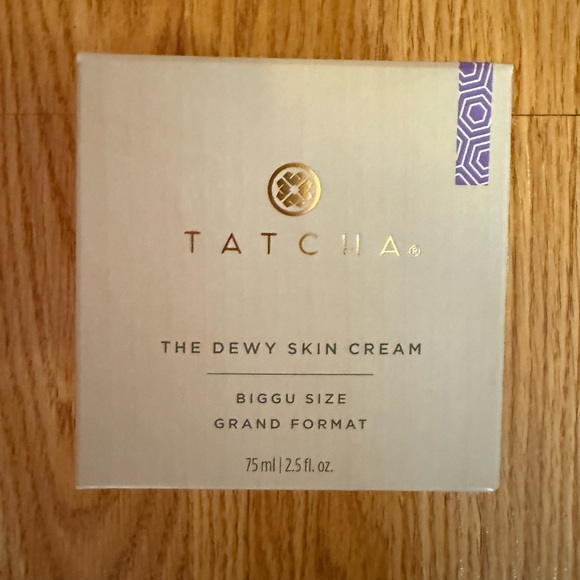 TATCHA®
THE DEWY SKIN CREAM
BIGGU SIZE
GRAND FORMAT
75 ml | 2.5 fl. oz.